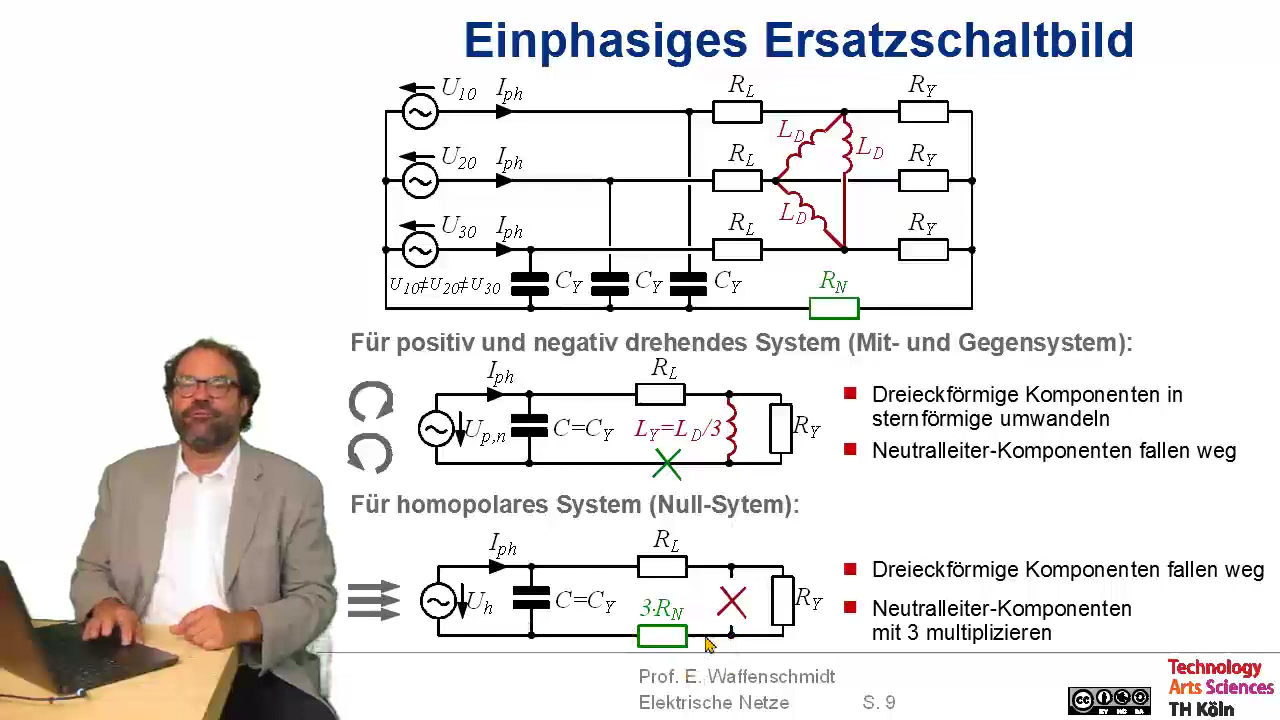 Einphasiges Ersatzschaltbild
U10 Iph RL RY
LD LD
U20 Iph RL RY
LD
U30 Iph RL RY
U10≠U20≠U30 CY CY CY RN
Für positiv und negativ drehendes System (Mit- und Gegensystem):
Iph RL
Up,n C=CY LY=LD/3 RY
Dreieckförmige Komponenten in
sternförmige umwandeln
Neutralleiter-Komponenten fallen weg
Für homopolares System (Null-Sytem):
Iph RL
Uh C=CY 3·RN RY
Dreieckförmige Komponenten fallen weg
Neutralleiter-Komponenten
mit 3 multiplizieren
Prof. E. Waffenschmidt
Elektrische Netze S. 9
Technology
Arts Sciences
TH Köln
cc
BY NC SA